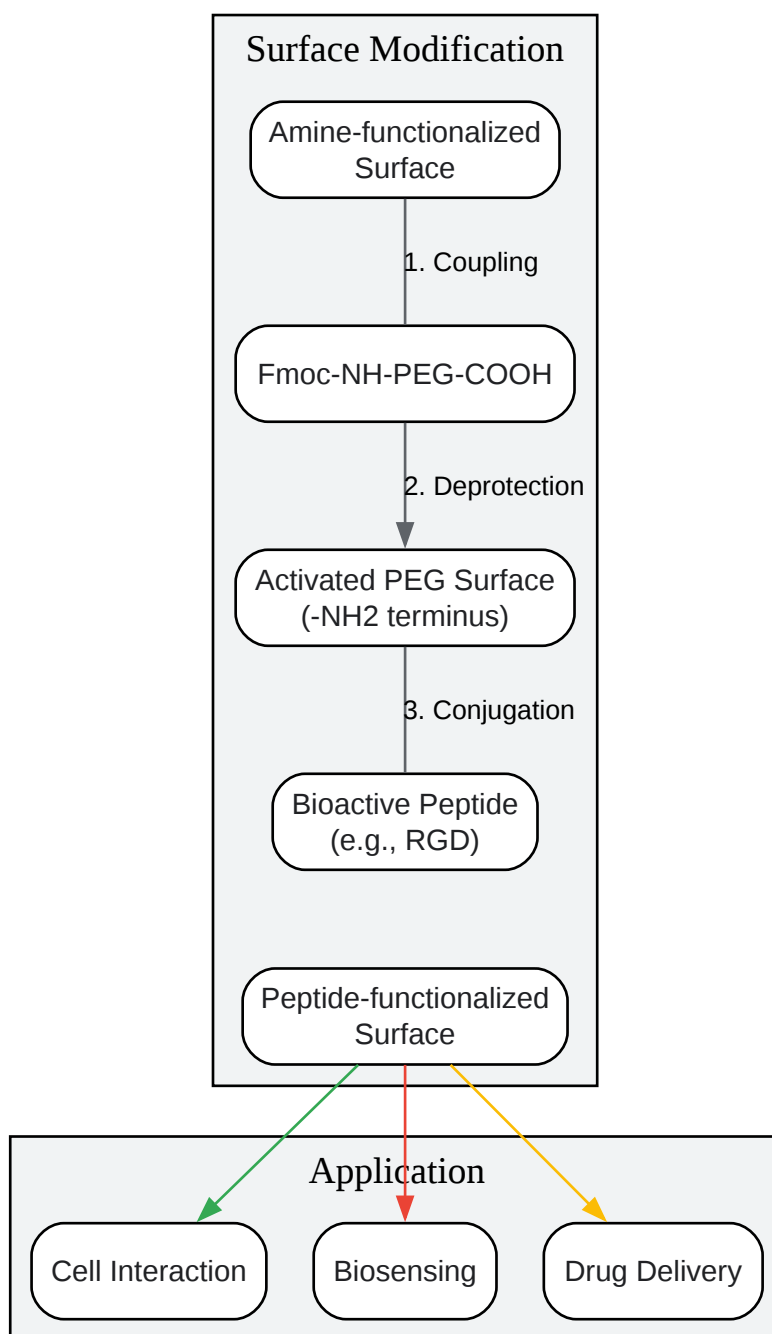 Surface Modification
Amine-functionalized
Surface
1. Coupling
Fmoc-NH-PEG-COOH
2. Deprotection
Activated PEG Surface
(-NH2 terminus)
3. Conjugation
Bioactive Peptide
(e.g., RGD)
Peptide-functionalized
Surface
Application
Cell Interaction
Biosensing
Drug Delivery